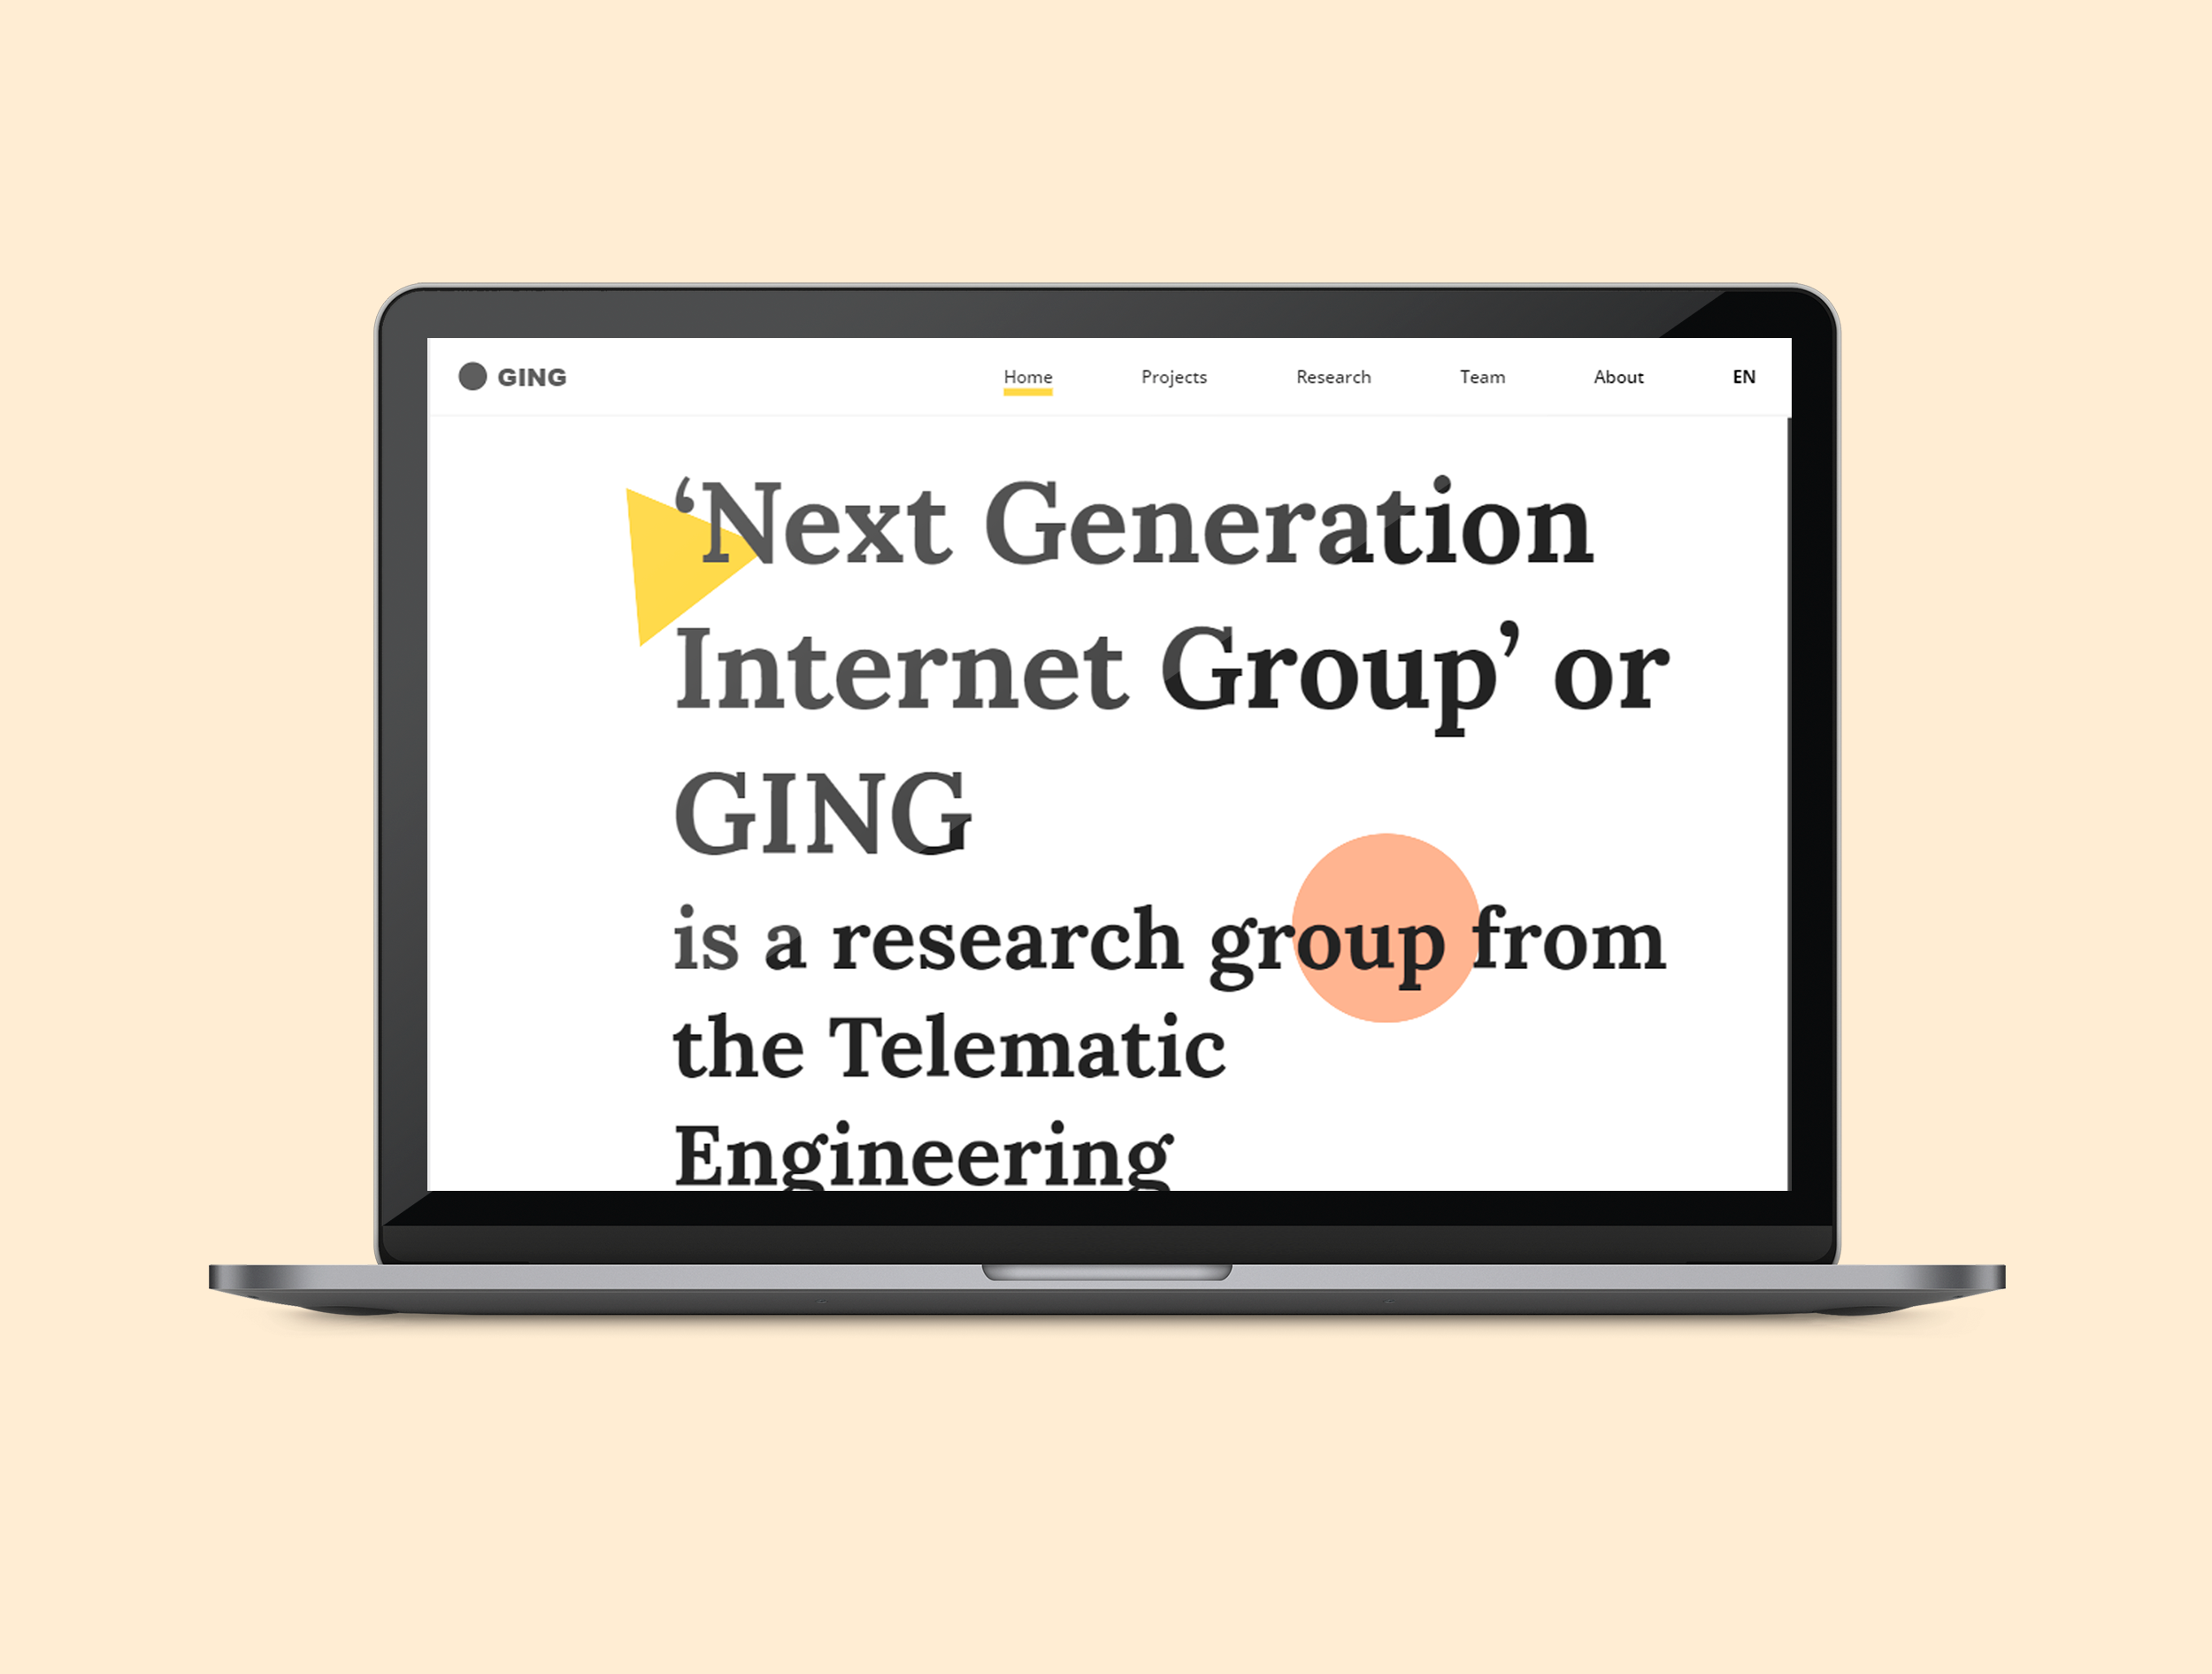 GING Home Projects Research Team About EN
‘Next Generation
Internet Group’ or
GING
is a research group from
the Telematic
Engineering